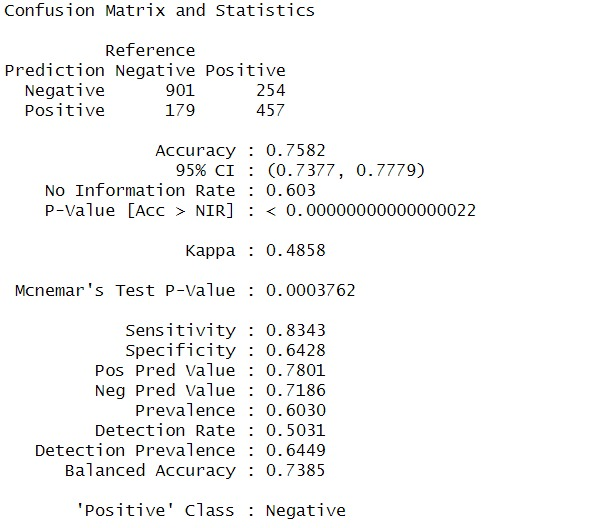 Confusion Matrix and Statistics
Reference
Prediction Negative Positive
Negative 901 254
Positive 179 457
Accuracy : 0.7582
95% CI : (0.7377, 0.7779)
No Information Rate : 0.603
P-Value [Acc > NIR] : < 0.00000000000000022
Kappa : 0.4858
Mcnemar's Test P-Value : 0.0003762
Sensitivity : 0.8343
Specificity : 0.6428
Pos Pred Value : 0.7801
Neg Pred Value : 0.7186
Prevalence : 0.6030
Detection Rate : 0.5031
Detection Prevalence : 0.6449
Balanced Accuracy : 0.7385
'Positive' Class : Negative